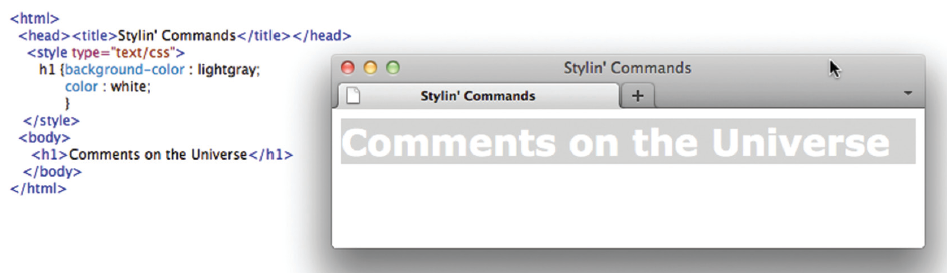 <html>
<head><title>Stylin' Commands</title></head>
<style type="text/css">
h1 {background-color : lightgray;
color : white;
}
</style>
<body>
<h1>Comments on the Universe</h1>
</body>
</html>
Stylin' Commands
Stylin' Commands +
Comments on the Universe